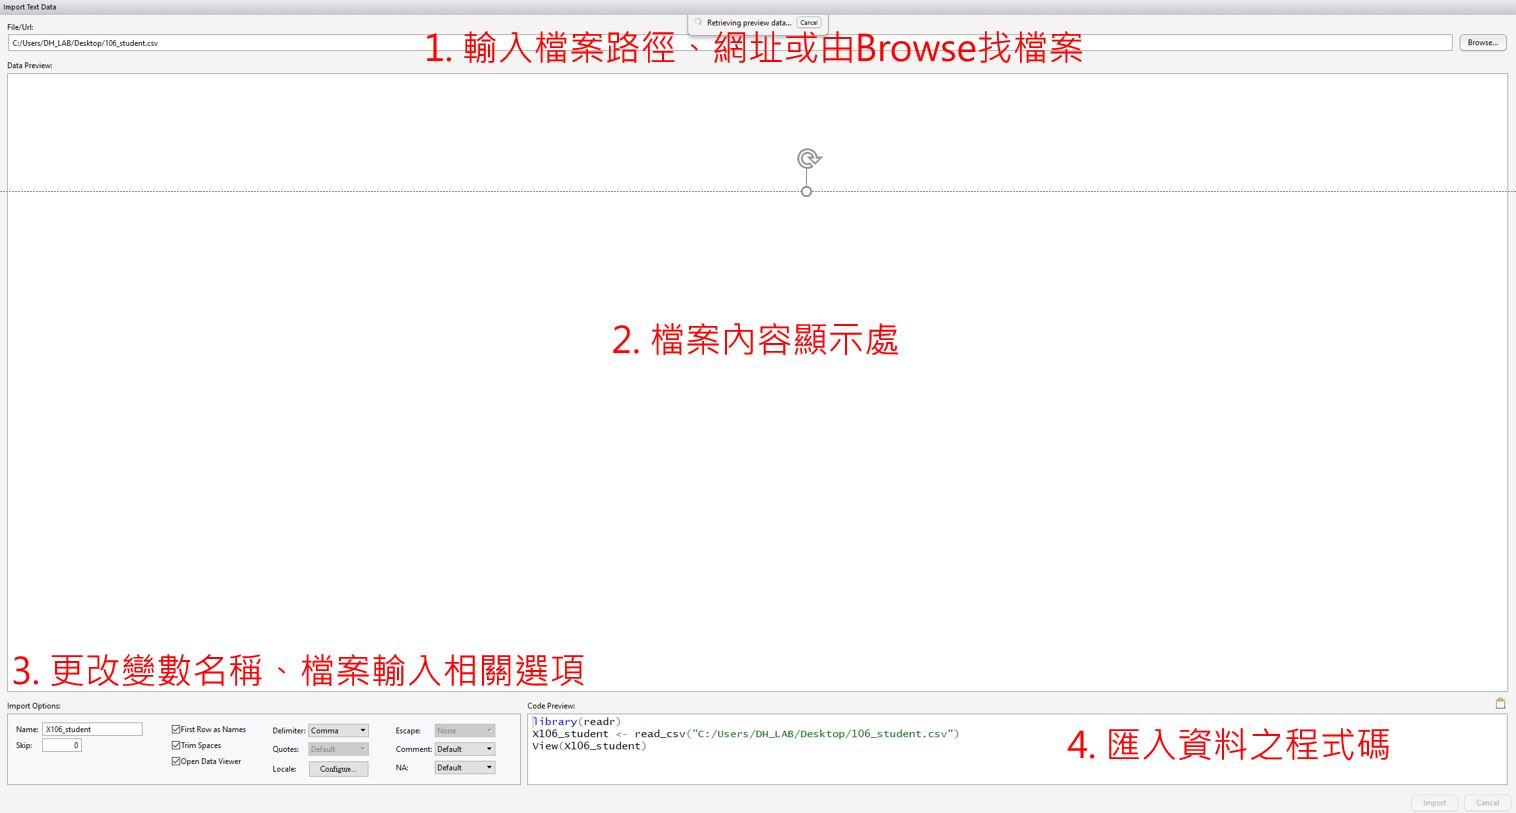 Import Text Data
Retrieving preview data... Cancel
File/Url:
C:/Users/DH_LAB/Desktop/106_student.csv
Browse...
1. 輸入檔案路徑、網址或由Browse找檔案
Data Preview:
2. 檔案內容顯示處
3. 更改變數名稱、檔案輸入相關選項
Import Options:
Name: X106_student
Skip: 0
First Row as Names
Trim Spaces
Open Data Viewer
Delimiter: Comma
Quotes: Default
Locale: Configure...
Escape: None
Comment: Default
NA: Default
Code Preview:
library(readr)
X106_student <- read_csv("C:/Users/DH_LAB/Desktop/106_student.csv")
View(X106_student)
4. 匯入資料之程式碼
Import Cancel